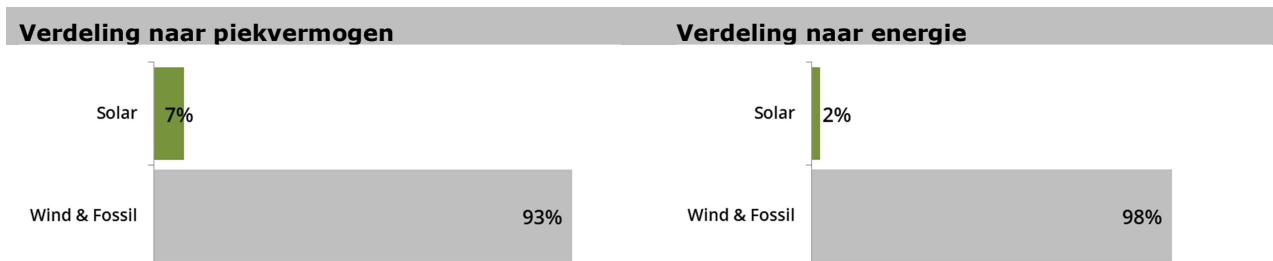 Verdeling naar piekvermogen
Solar
7%
Wind & Fossil
93%
Verdeling naar energie
Solar
2%
Wind & Fossil
98%